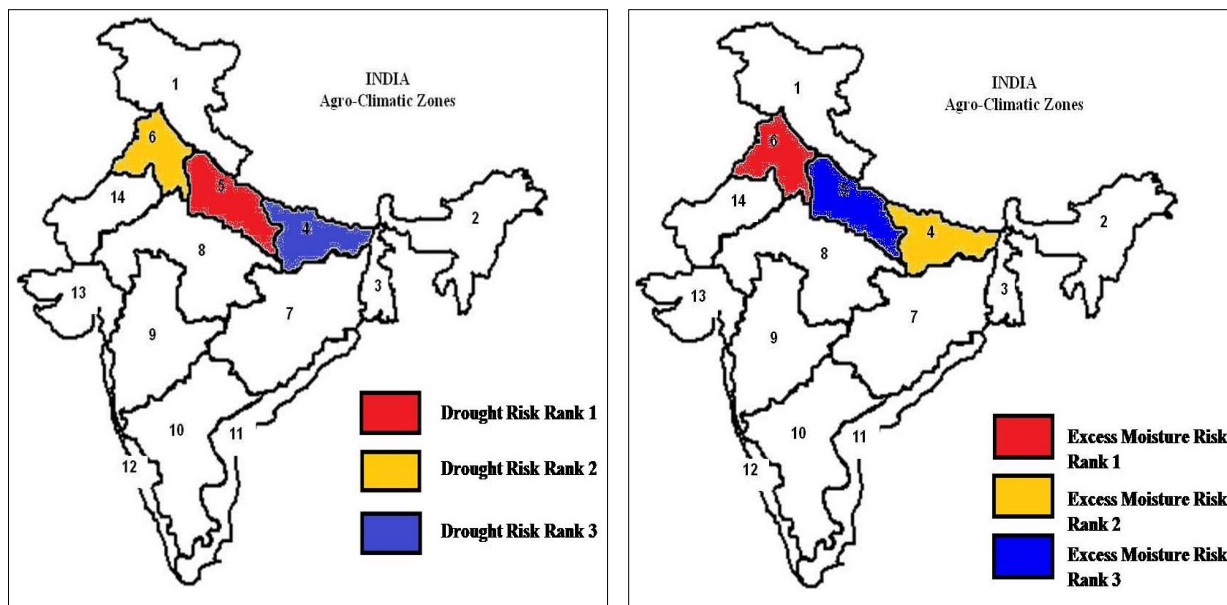 INDIA
Agro-Climatic Zones
1
6
5
14
4
2
8
13
3
7
9
10
11
12
Drought Risk Rank 1
Drought Risk Rank 2
Drought Risk Rank 3
INDIA
Agro-Climatic Zones
1
6
14
4
2
8
13
3
7
9
10
11
12
Excess Moisture Risk
Rank 1
Excess Moisture Risk
Rank 2
Excess Moisture Risk
Rank 3